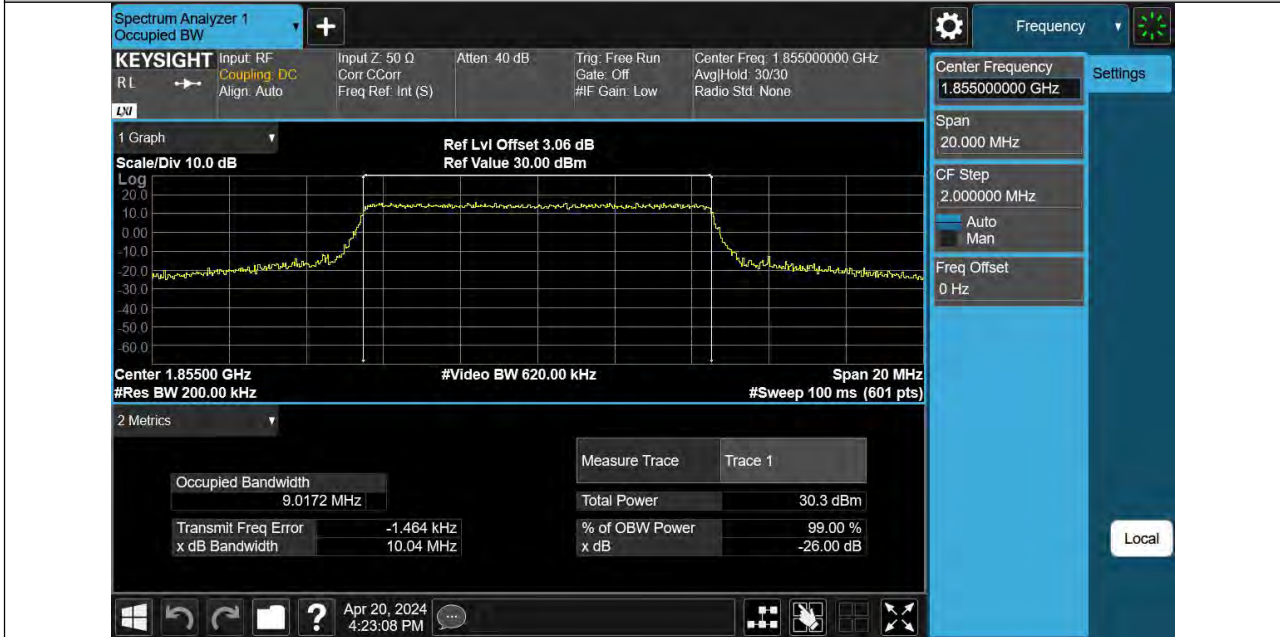 Spectrum Analyzer 1
Occupied BW
+
Frequency
KEYSIGHT
RL
LXI
Input: RF
Coupling: DC
Align: Auto
Input Z: 50 Ω
Corr CCorr
Freq Ref: Int (S)
Atten: 40 dB
Trig: Free Run
Gate: Off
#IF Gain: Low
Center Freq: 1.855000000 GHz
Avg|Hold: 30/30
Radio Std: None
Center Frequency
1.855000000 GHz
Settings
Span
20.000 MHz
CF Step
2.000000 MHz
Auto
Man
Freq Offset
0 Hz
1 Graph
Scale/Div 10.0 dB
Ref Lvl Offset 3.06 dB
Ref Value 30.00 dBm
Log
20.0
10.0
0.00
-10.0
-20.0
-30.0
-40.0
-50.0
-60.0
Center 1.85500 GHz
#Video BW 620.00 kHz
Span 20 MHz
#Res BW 200.00 kHz
#Sweep 100 ms (601 pts)
2 Metrics
Measure Trace
Trace 1
Occupied Bandwidth
9.0172 MHz
Total Power
30.3 dBm
Transmit Freq Error
-1.464 kHz
% of OBW Power
99.00 %
x dB Bandwidth
10.04 MHz
x dB
-26.00 dB
Local
?
Apr 20, 2024
4:23:08 PM